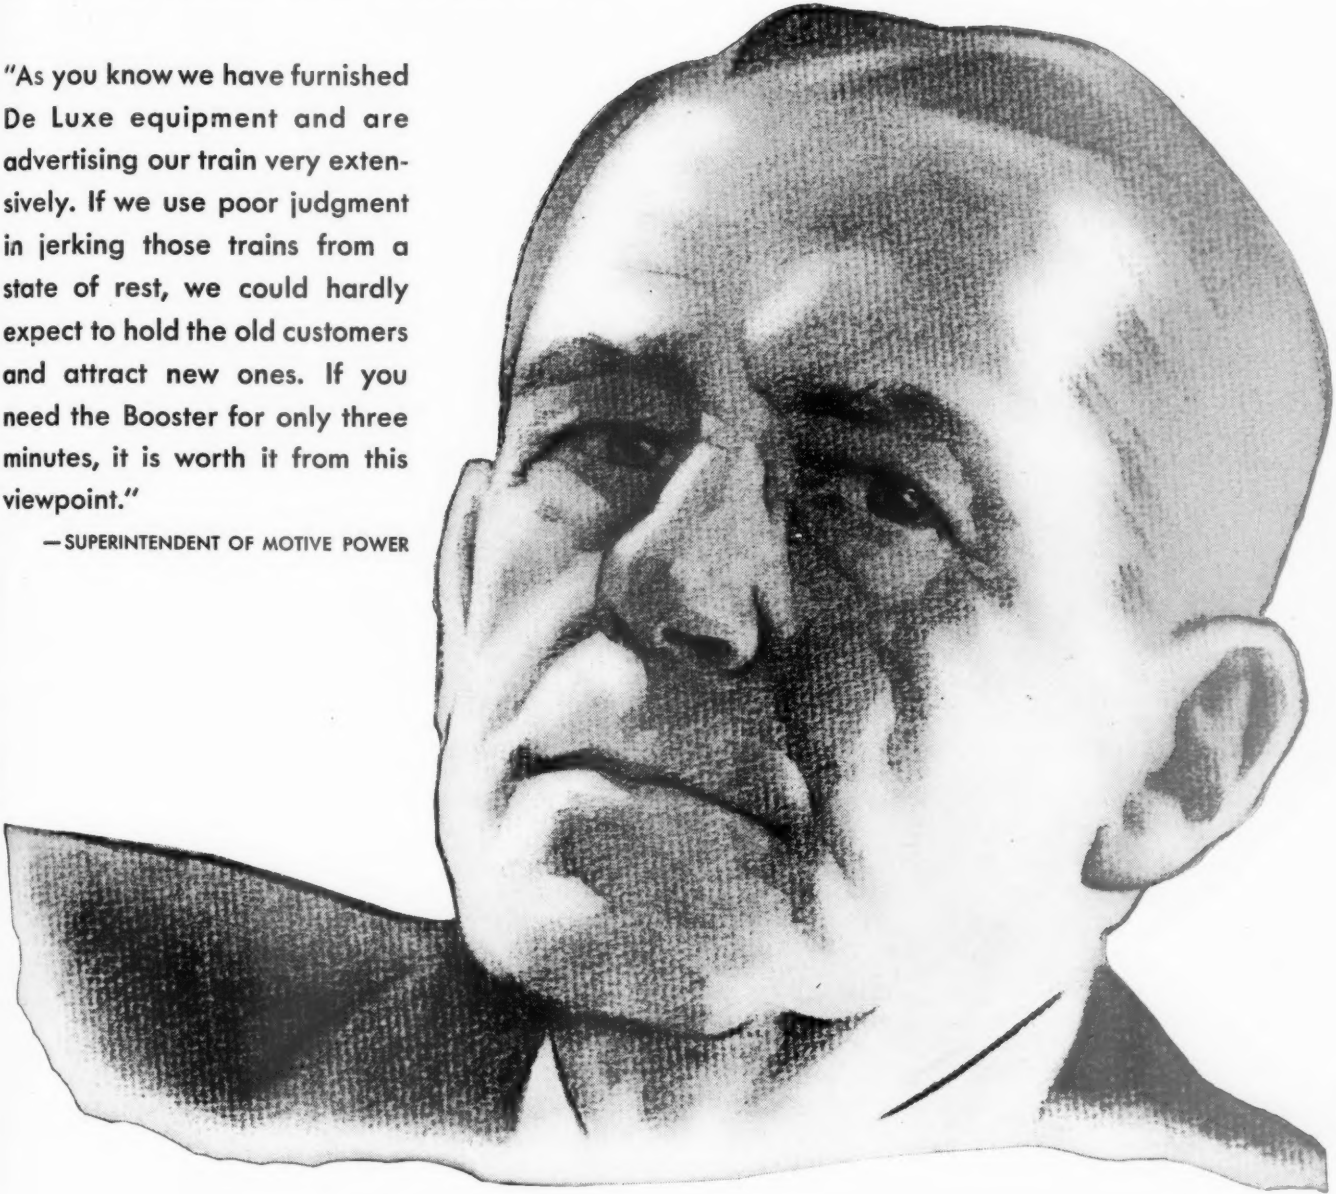 "As you know we have furnished
De Luxe equipment and are
advertising our train very exten-
sively. If we use poor judgment
in jerking those trains from a
state of rest, we could hardly
expect to hold the old customers
and attract new ones. If you
need the Booster for only three
minutes, it is worth it from this
viewpoint."
—SUPERINTENDENT OF MOTIVE POWER